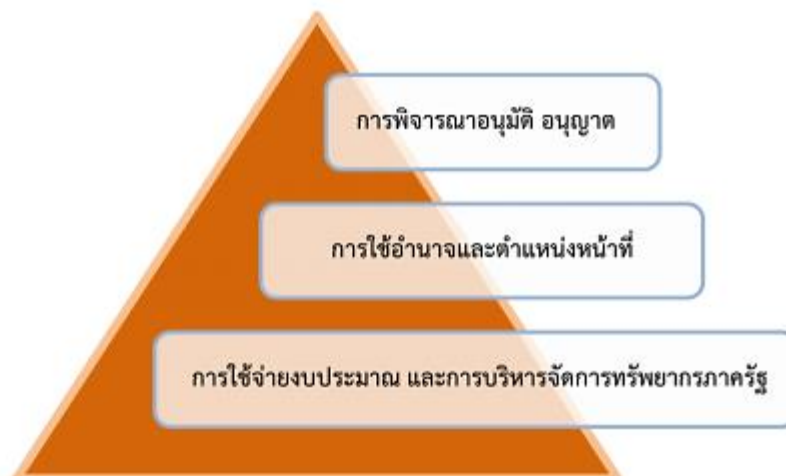 การพิจารณาอนุมัติ อนุญาต
การใช้อำนาจและตำแหน่งหน้าที่
การใช้จ่ายงบประมาณ และการบริหารจัดการทรัพยากรภาครัฐ